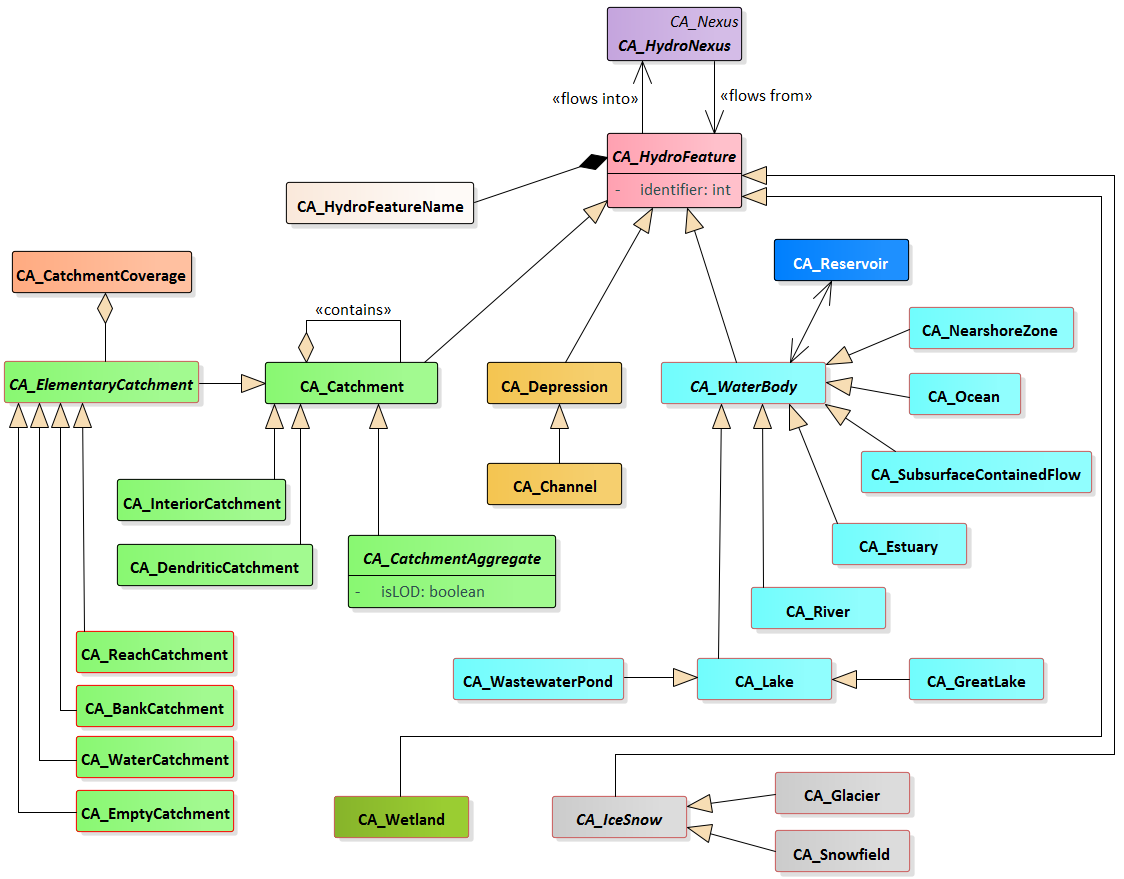 CA_Nexus
CA_HydroNexus
«flows into»
«flows from»
CA_HydroFeature
- identifier: int
CA_HydroFeatureName
CA_CatchmentCoverage
CA_Reservoir
«contains»
CA_NearshoreZone
CA_ElementaryCatchment
CA_Catchment
CA_Depression
CA_WaterBody
CA_Ocean
CA_SubsurfaceContainedFlow
CA_InteriorCatchment
CA_Channel
CA_DendriticCatchment
CA_CatchmentAggregate
- isLOD: boolean
CA_Estuary
CA_River
CA_ReachCatchment
CA_WastewaterPond
CA_Lake
CA_GreatLake
CA_BankCatchment
CA_WaterCatchment
CA_EmptyCatchment
CA_Wetland
CA_IceSnow
CA_Glacier
CA_Snowfield